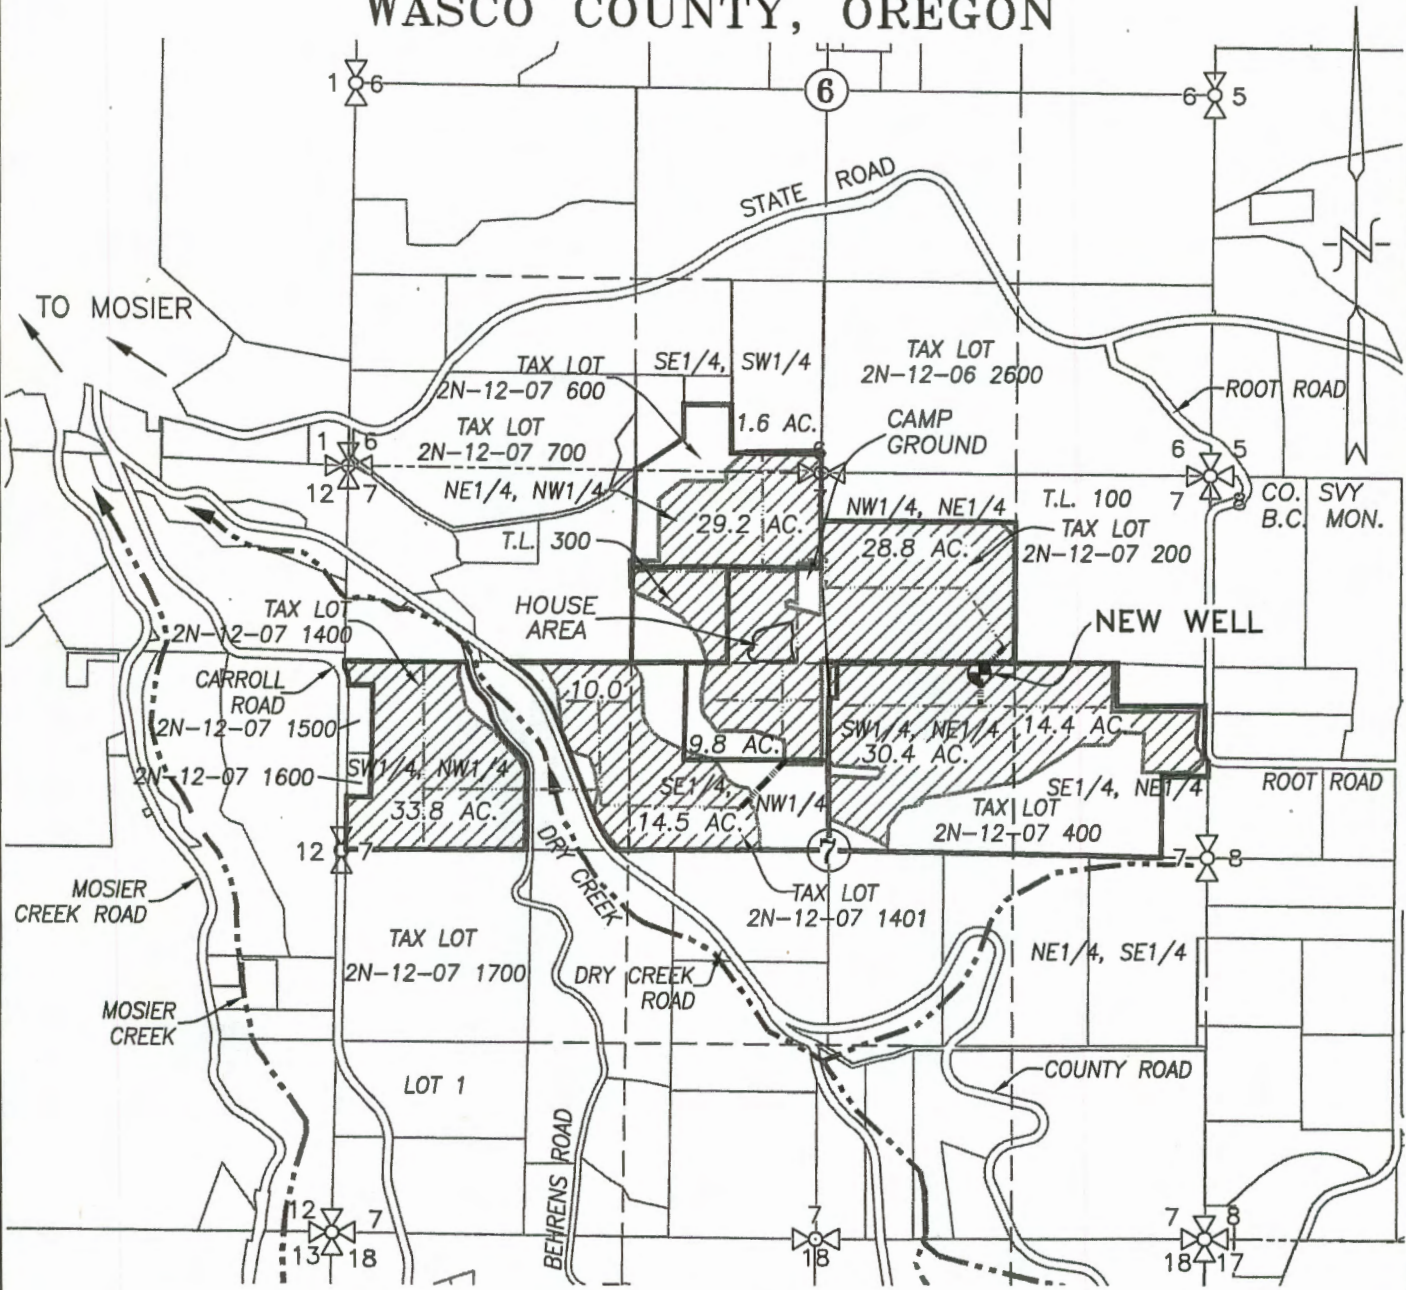 WASCO COUNTY, OREGON
1 6
6
6 5
STATE ROAD
TO MOSIER
TAX LOT
2N-12-07 600
SE1/4, SW1/4
TAX LOT
2N-12-06 2600
ROOT ROAD
1.6 AC.
CAMP
GROUND
TAX LOT
2N-12-07 700
1 6
12 7
6
7
6 5
7 8
NE1/4, NW1/4
NW1/4, NE1/4
T.L. 100
CO. SVY
B.C. MON.
29.2 AC.
28.8 AC.
TAX LOT
2N-12-07 200
T.L. 300
HOUSE
AREA
NEW WELL
TAX LOT
2N-12-07 1400
CARROLL
ROAD
2N-12-07 1500
2N-12-07 1600
10.0
9.8 AC.
SW1/4, NE1/4
30.4 AC.
14.4 AC
SW1/4, NW1/4
33.8 AC.
SE1/4, NW1/4
14.5 AC.
SE1/4, NE1/4
ROOT ROAD
TAX LOT
2N-12-07 400
12 7
7
7 8
DRY CREEK
MOSIER
CREEK ROAD
TAX LOT
2N-12-07 1401
TAX LOT
2N-12-07 1700
DRY CREEK
ROAD
NE1/4, SE1/4
MOSIER
CREEK
LOT 1
COUNTY ROAD
BEHRENS ROAD
12 7
13 18
7
18
7 8
18 17
N